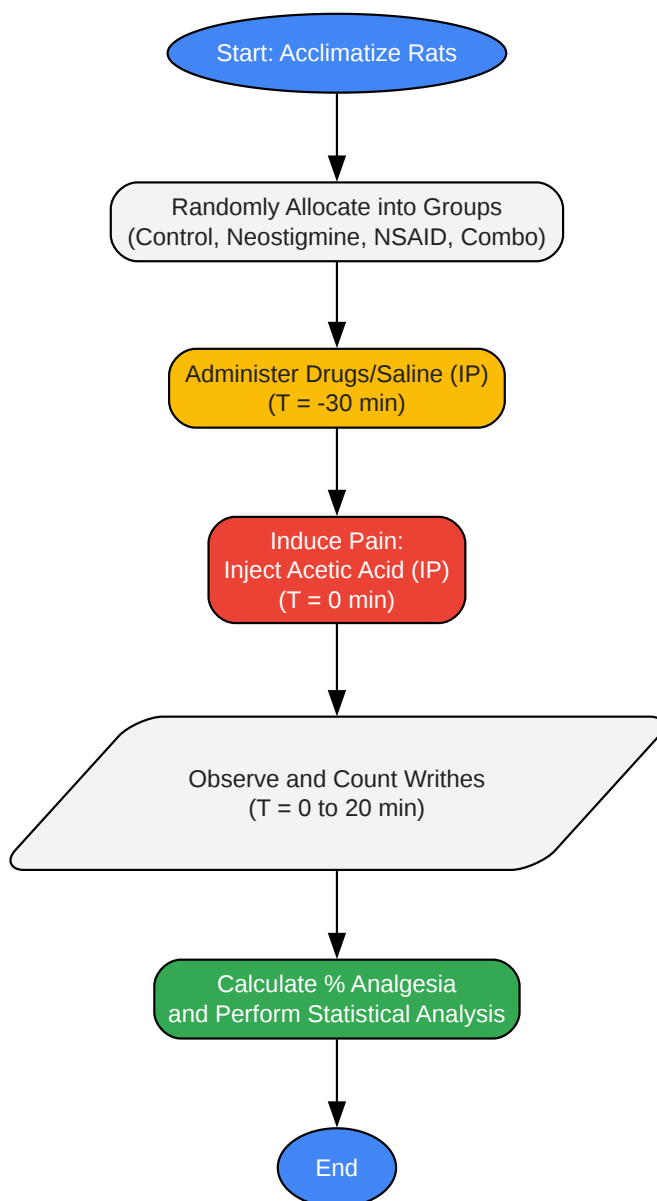 Start: Acclimatize Rats
Randomly Allocate into Groups
(Control, Neostigmine, NSAID, Combo)
Administer Drugs/Saline (IP)
(T = -30 min)
Induce Pain:
Inject Acetic Acid (IP)
(T = 0 min)
Observe and Count Writhes
(T = 0 to 20 min)
Calculate % Analgesia
and Perform Statistical Analysis
End